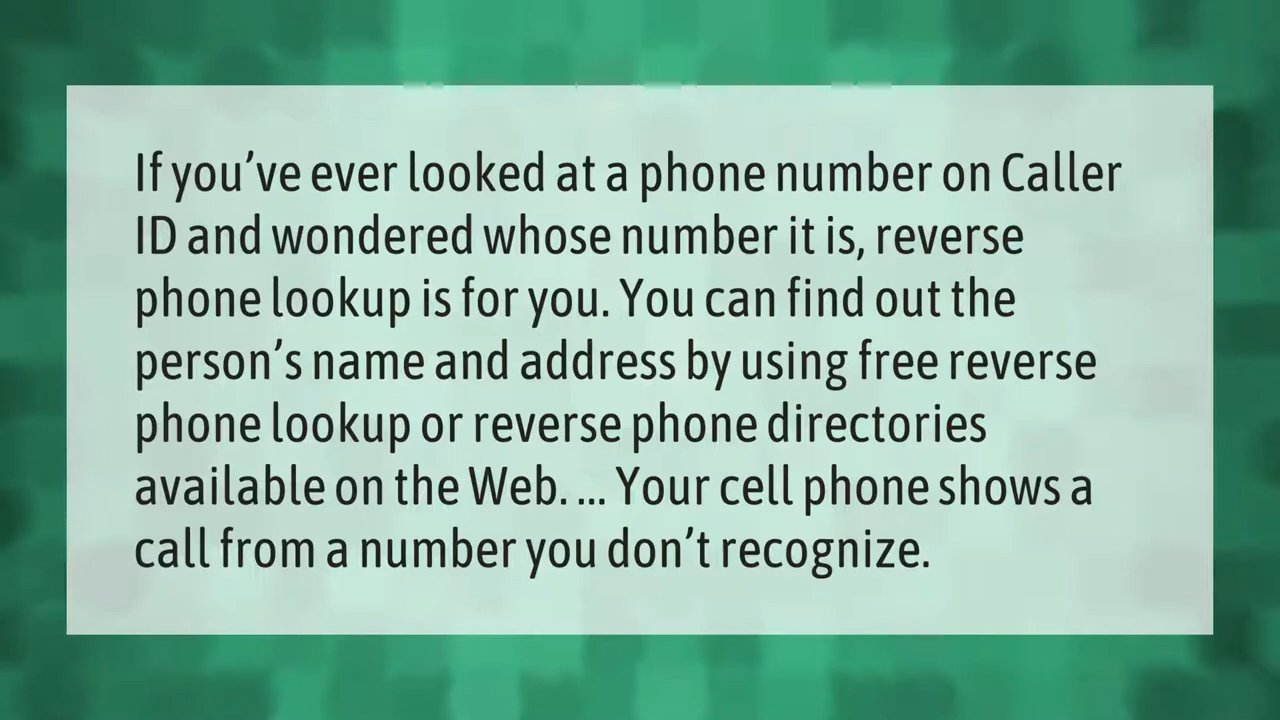 If you’ve ever looked at a phone number on Caller
ID and wondered whose number it is, reverse
phone lookup is for you. You can find out the
person’s name and address by using free reverse
phone lookup or reverse phone directories
available on the Web. ... Your cell phone shows a
call from a number you don’t recognize.